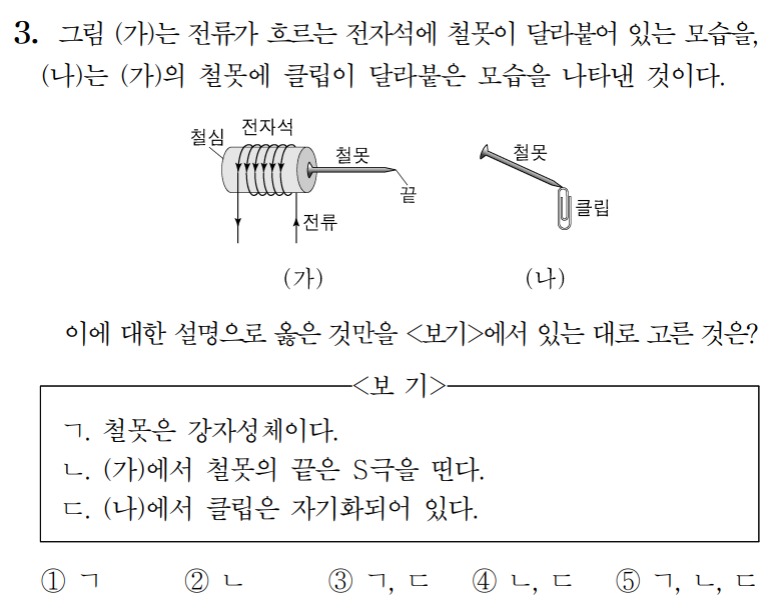 3. 그림 (가)는 전류가 흐르는 전자석에 철못이 달라붙어 있는 모습을,
(나)는 (가)의 철못에 클립이 달라붙은 모습을 나타낸 것이다.
철심
전자석
철못
끝
전류
(가)
철못
클립
(나)
이에 대한 설명으로 옳은 것만을 <보기>에서 있는 대로 고른 것은?
<보 기>
ㄱ. 철못은 강자성체이다.
ㄴ. (가)에서 철못의 끝은 S극을 띤다.
ㄷ. (나)에서 클립은 자기화되어 있다.
① ㄱ ② ㄴ ③ ㄱ, ㄷ ④ ㄴ, ㄷ ⑤ ㄱ, ㄴ, ㄷ